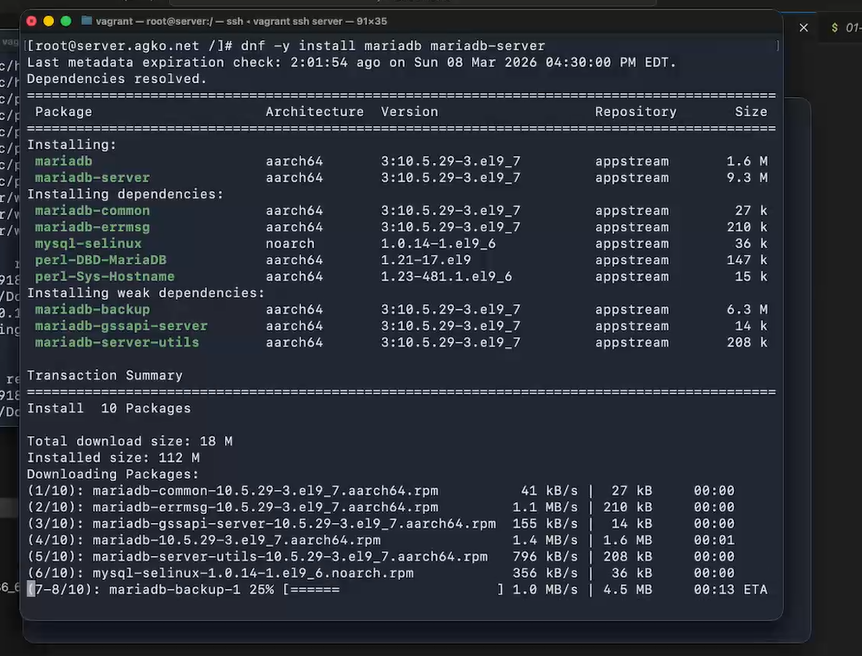 vagrant — root@server:/ — ssh ◂ vagrant ssh server — 91×35
[root@server.agko.net /]# dnf -y install mariadb mariadb-server
Last metadata expiration check: 2:01:54 ago on Sun 08 Mar 2026 04:30:00 PM EDT.
Dependencies resolved.
================================================================================
Package Architecture Version Repository Size
================================================================================
Installing:
mariadb aarch64 3:10.5.29-3.el9_7 appstream 1.6 M
mariadb-server aarch64 3:10.5.29-3.el9_7 appstream 9.3 M
Installing dependencies:
mariadb-common aarch64 3:10.5.29-3.el9_7 appstream 27 k
mariadb-errmsg aarch64 3:10.5.29-3.el9_7 appstream 210 k
mysql-selinux noarch 1.0.14-1.el9_6 appstream 36 k
perl-DBD-MariaDB aarch64 1.21-17.el9 appstream 147 k
perl-Sys-Hostname aarch64 1.23-481.1.el9_6 appstream 15 k
Installing weak dependencies:
mariadb-backup aarch64 3:10.5.29-3.el9_7 appstream 6.3 M
mariadb-gssapi-server aarch64 3:10.5.29-3.el9_7 appstream 14 k
mariadb-server-utils aarch64 3:10.5.29-3.el9_7 appstream 208 k
Transaction Summary
================================================================================
Install 10 Packages
Total download size: 18 M
Installed size: 112 M
Downloading Packages:
(1/10): mariadb-common-10.5.29-3.el9_7.aarch64.rpm 41 kB/s | 27 kB 00:00
(2/10): mariadb-errmsg-10.5.29-3.el9_7.aarch64.rpm 1.1 MB/s | 210 kB 00:00
(3/10): mariadb-gssapi-server-10.5.29-3.el9_7.aarch64.rpm 155 kB/s | 14 kB 00:00
(4/10): mariadb-10.5.29-3.el9_7.aarch64.rpm 1.4 MB/s | 1.6 MB 00:01
(5/10): mariadb-server-utils-10.5.29-3.el9_7.aarch64.rpm 796 kB/s | 208 kB 00:00
(6/10): mysql-selinux-1.0.14-1.el9_6.noarch.rpm 356 kB/s | 36 kB 00:00
(7-8/10): mariadb-backup-1 25% [====== ] 1.0 MB/s | 4.5 MB 00:13 ETA
$ 01-